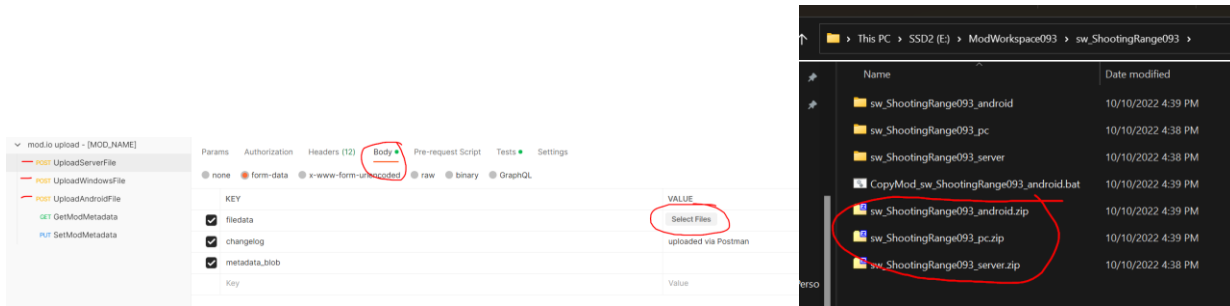 mod.io upload - [MOD_NAME]
POST UploadServerFile
POST UploadWindowsFile
POST UploadAndroidFile
GET GetModMetadata
PUT SetModMetadata
Params Authorization Headers (12) Body Pre-request Script Tests Settings
none form-data x-www-form-urlencoded raw binary GraphQL
KEY VALUE
filedata Select Files
changelog uploaded via Postman
metadata_blob
Key Value
This PC > SSD2 (E:) > ModWorkspace093 > sw_ShootingRange093 >
Name Date modified
sw_ShootingRange093_android 10/10/2022 4:39 PM
sw_ShootingRange093_pc 10/10/2022 4:38 PM
sw_ShootingRange093_server 10/10/2022 4:38 PM
CopyMod_sw_ShootingRange093_android.bat 10/10/2022 4:38 PM
sw_ShootingRange093_android.zip 10/10/2022 4:39 PM
sw_ShootingRange093_pc.zip 10/10/2022 4:39 PM
sw_ShootingRange093_server.zip 10/10/2022 4:38 PM
Perso